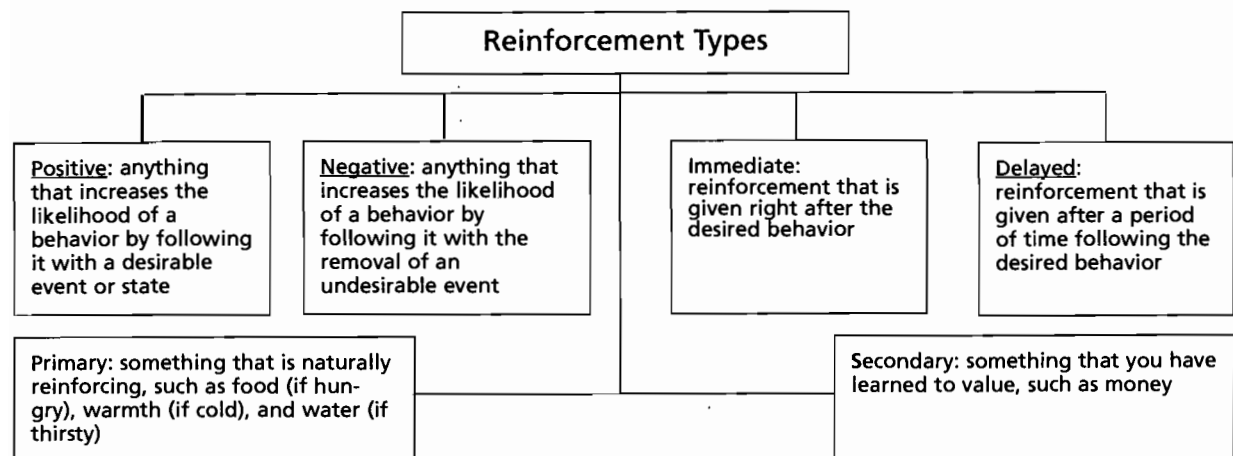 Reinforcement Types
Positive: anything
that increases the
likelihood of a
behavior by following
it with a desirable
event or state
Negative: anything that
increases the likelihood
of a behavior by
following it with the
removal of an
undesirable event
Immediate:
reinforcement that is
given right after the
desired behavior
Delayed:
reinforcement that is
given after a period
of time following the
desired behavior
Primary: something that is naturally
reinforcing, such as food (if hun-
gry), warmth (if cold), and water (if
thirsty)
Secondary: something that you have
learned to value, such as money